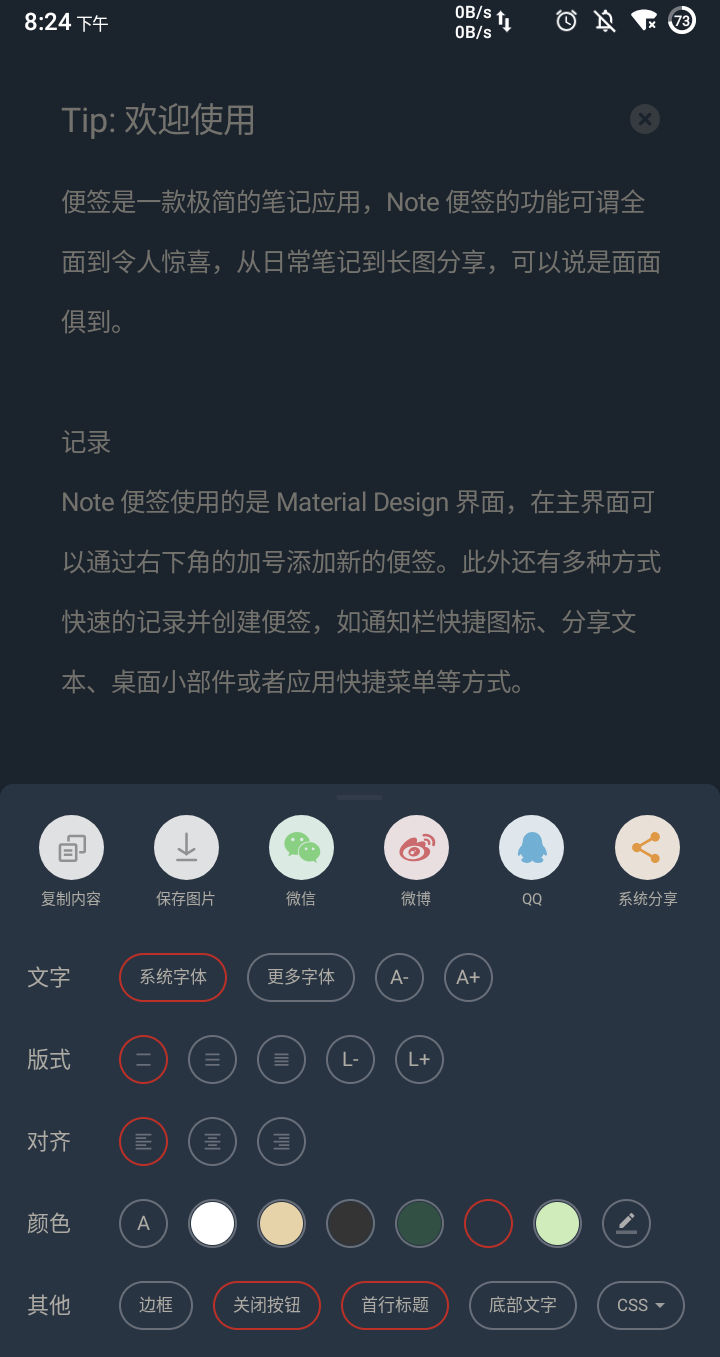 8:24 下午
0B/s
0B/s
73
Tip: 欢迎使用
便签是一款极简的笔记应用，Note 便签的功能可谓全
面到令人惊喜，从日常笔记到长图分享，可以说是面面
俱到。
记录
Note 便签使用的是 Material Design 界面，在主界面可
以通过右下角的加号添加新的便签。此外还有多种方式
快速的记录并创建便签，如通知栏快捷图标、分享文
本、桌面小部件或者应用快捷菜单等方式。
复制内容 保存图片 微信 微博 QQ 系统分享
文字 系统字体 更多字体 A- A+
版式 L- L+
对齐
颜色 A
其他 边框 关闭按钮 首行标题 底部文字 CSS